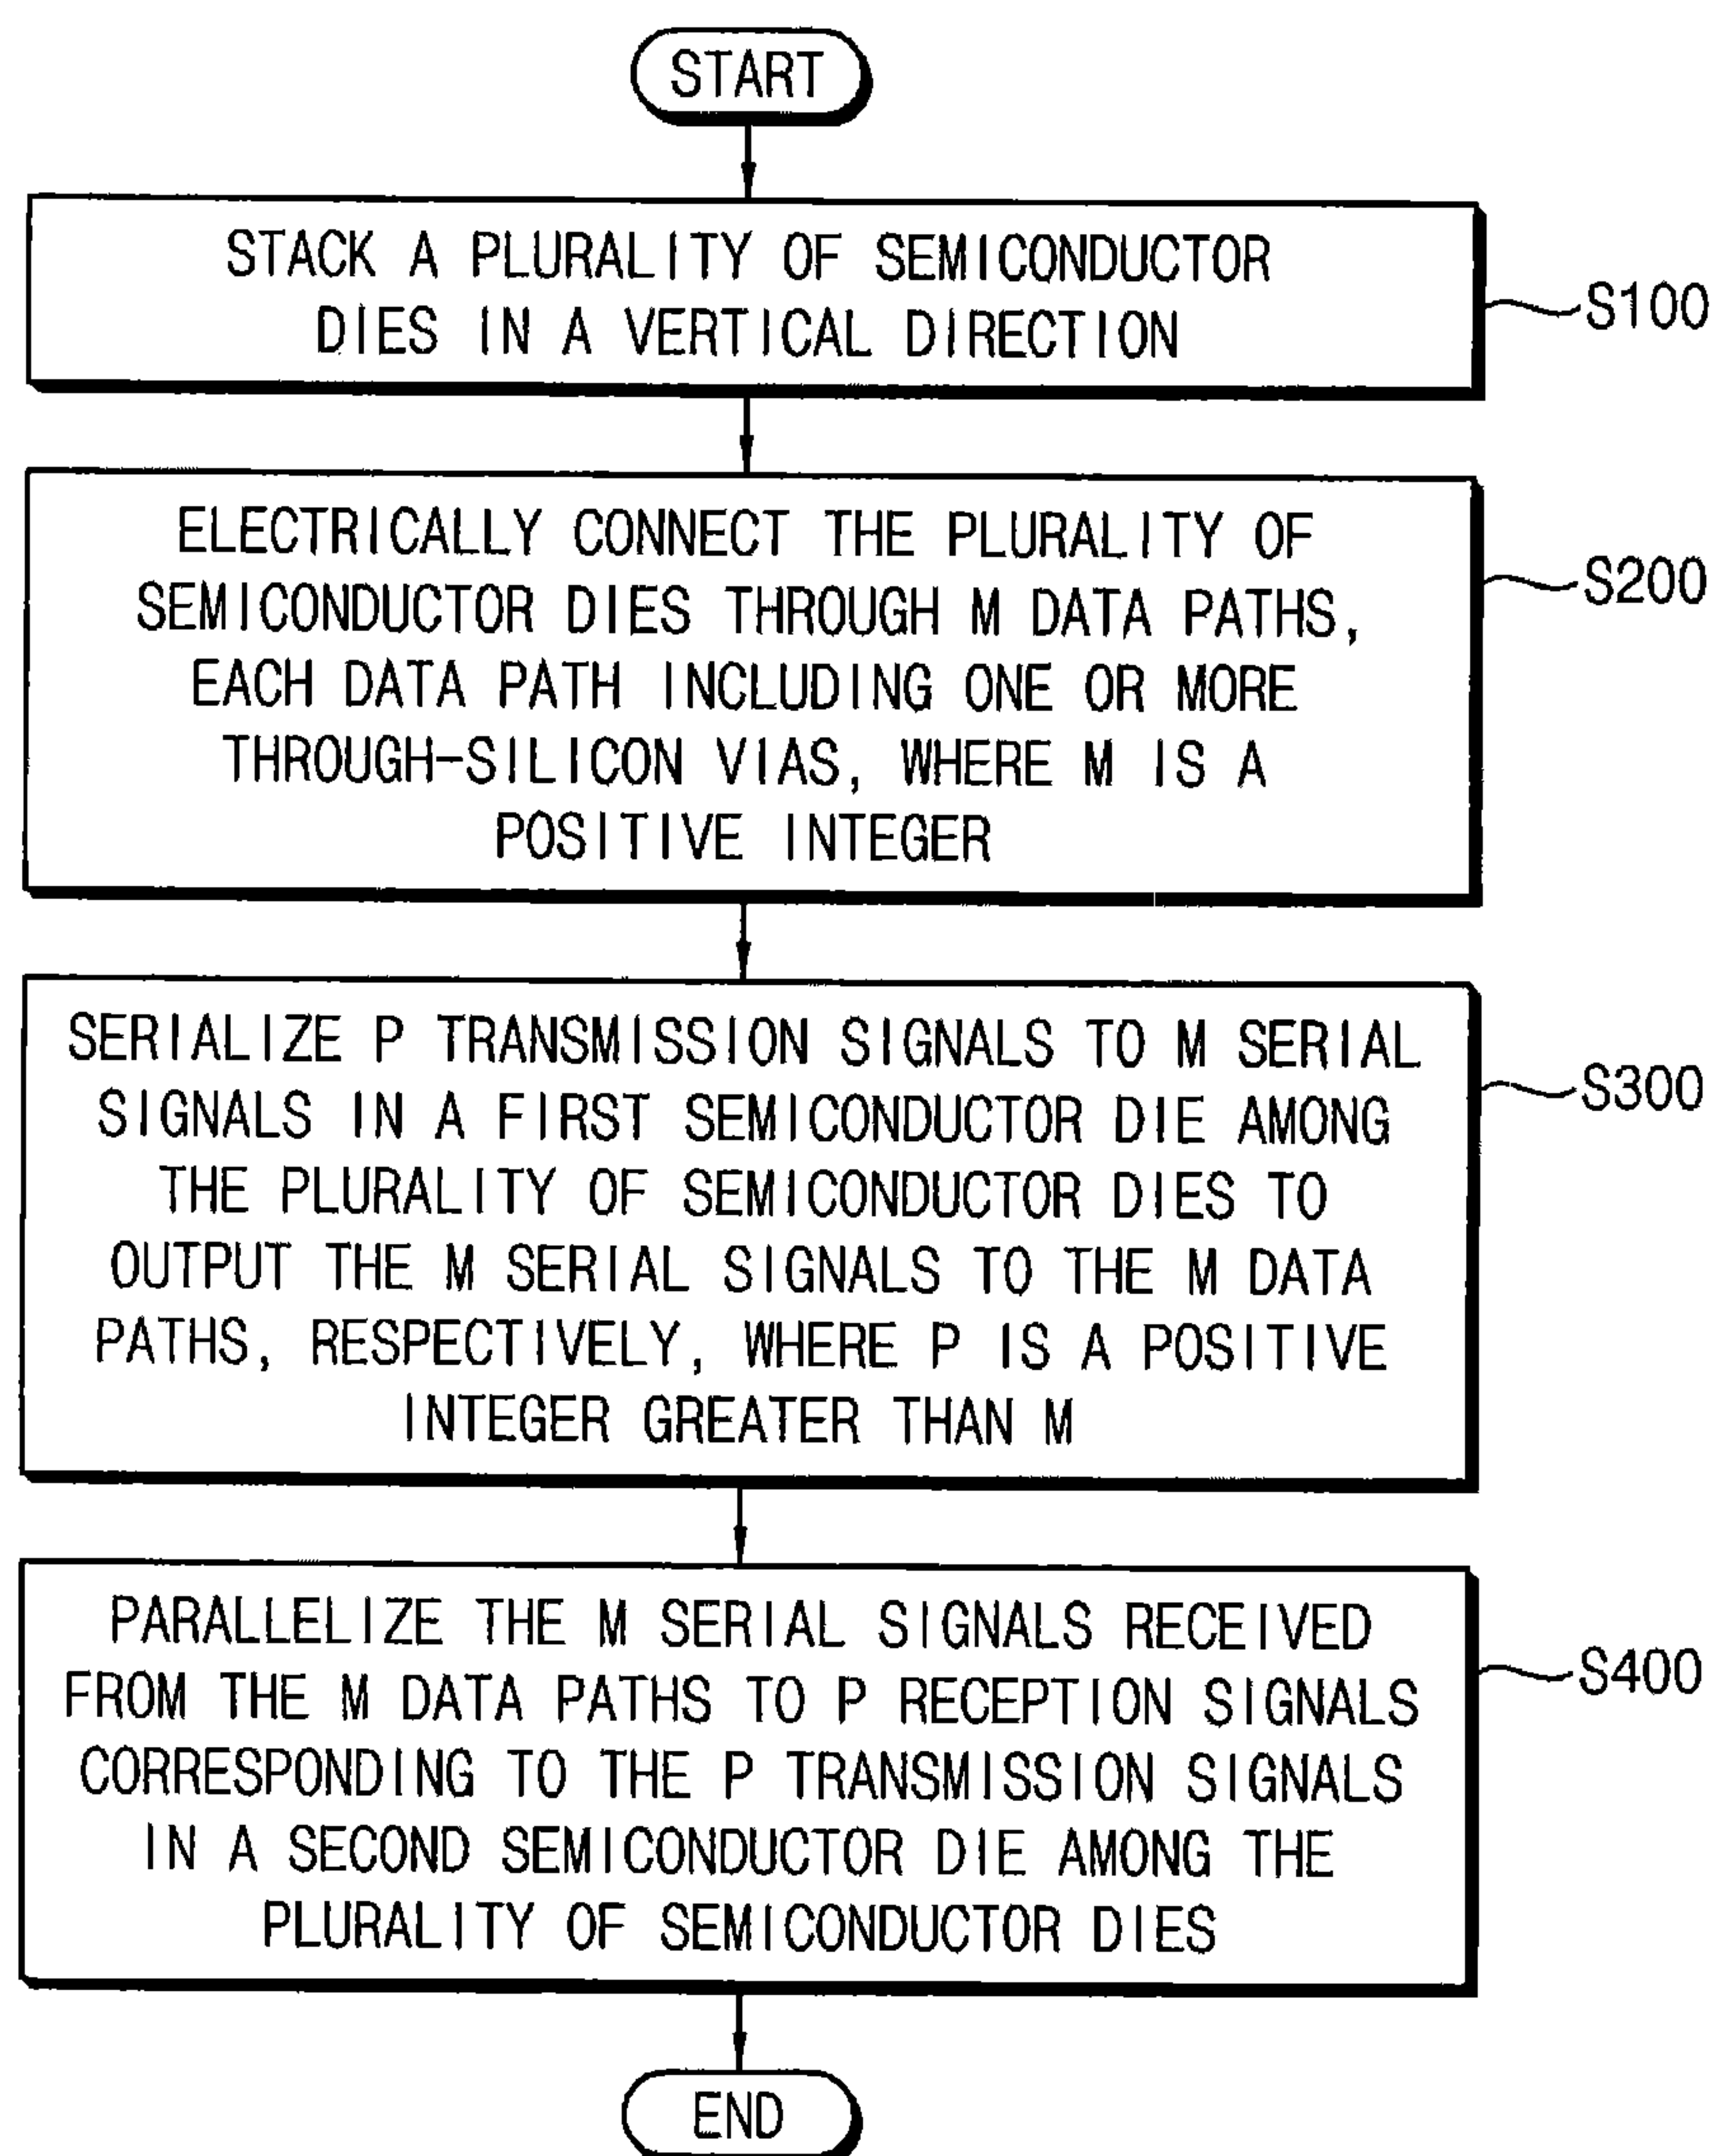 START
STACK A PLURALITY OF SEMICONDUCTOR
DIES IN A VERTICAL DIRECTION
S100
ELECTRICALLY CONNECT THE PLURALITY OF
SEMICONDUCTOR DIES THROUGH M DATA PATHS,
EACH DATA PATH INCLUDING ONE OR MORE
THROUGH-SILICON VIAS, WHERE M IS A
POSITIVE INTEGER
S200
SERIALIZE P TRANSMISSION SIGNALS TO M SERIAL
SIGNALS IN A FIRST SEMICONDUCTOR DIE AMONG
THE PLURALITY OF SEMICONDUCTOR DIES TO
OUTPUT THE M SERIAL SIGNALS TO THE M DATA
PATHS, RESPECTIVELY, WHERE P IS A POSITIVE
INTEGER GREATER THAN M
S300
PARALLELIZE THE M SERIAL SIGNALS RECEIVED
FROM THE M DATA PATHS TO P RECEPTION SIGNALS
CORRESPONDING TO THE P TRANSMISSION SIGNALS
IN A SECOND SEMICONDUCTOR DIE AMONG THE
PLURALITY OF SEMICONDUCTOR DIES
S400
END